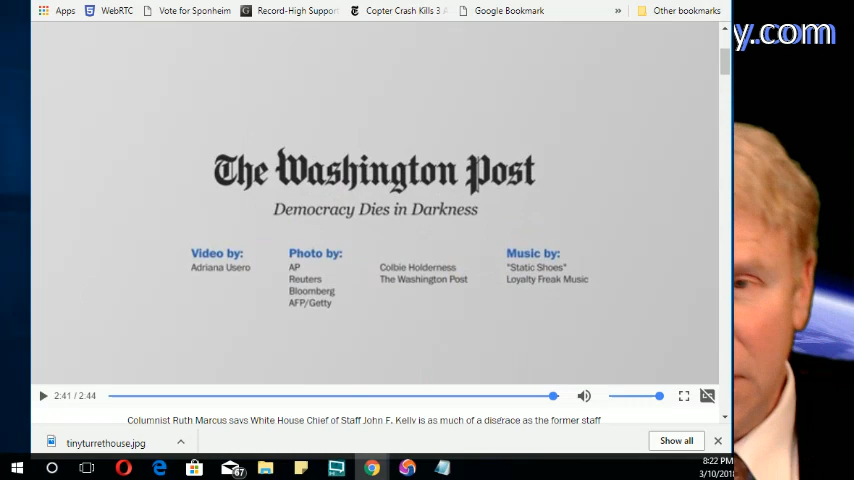 Apps WebRTC Vote for Sponheim Record-High Support Copter Crash Kills 3 Google Bookmark » Other bookmarks
y.com
The Washington Post
Democracy Dies in Darkness
Video by:
Adriana Usero
Photo by:
AP
Reuters
Bloomberg
AFP/Getty
Colbie Holderness
The Washington Post
Music by:
"Static Shoes"
Loyalty Freak Music
2:41 / 2:44
Columnist Ruth Marcus says White House Chief of Staff John F. Kelly is as much of a disgrace as the former staff
tinyturrethouse.jpg
Show all
67
8:22 PM
3/10/201